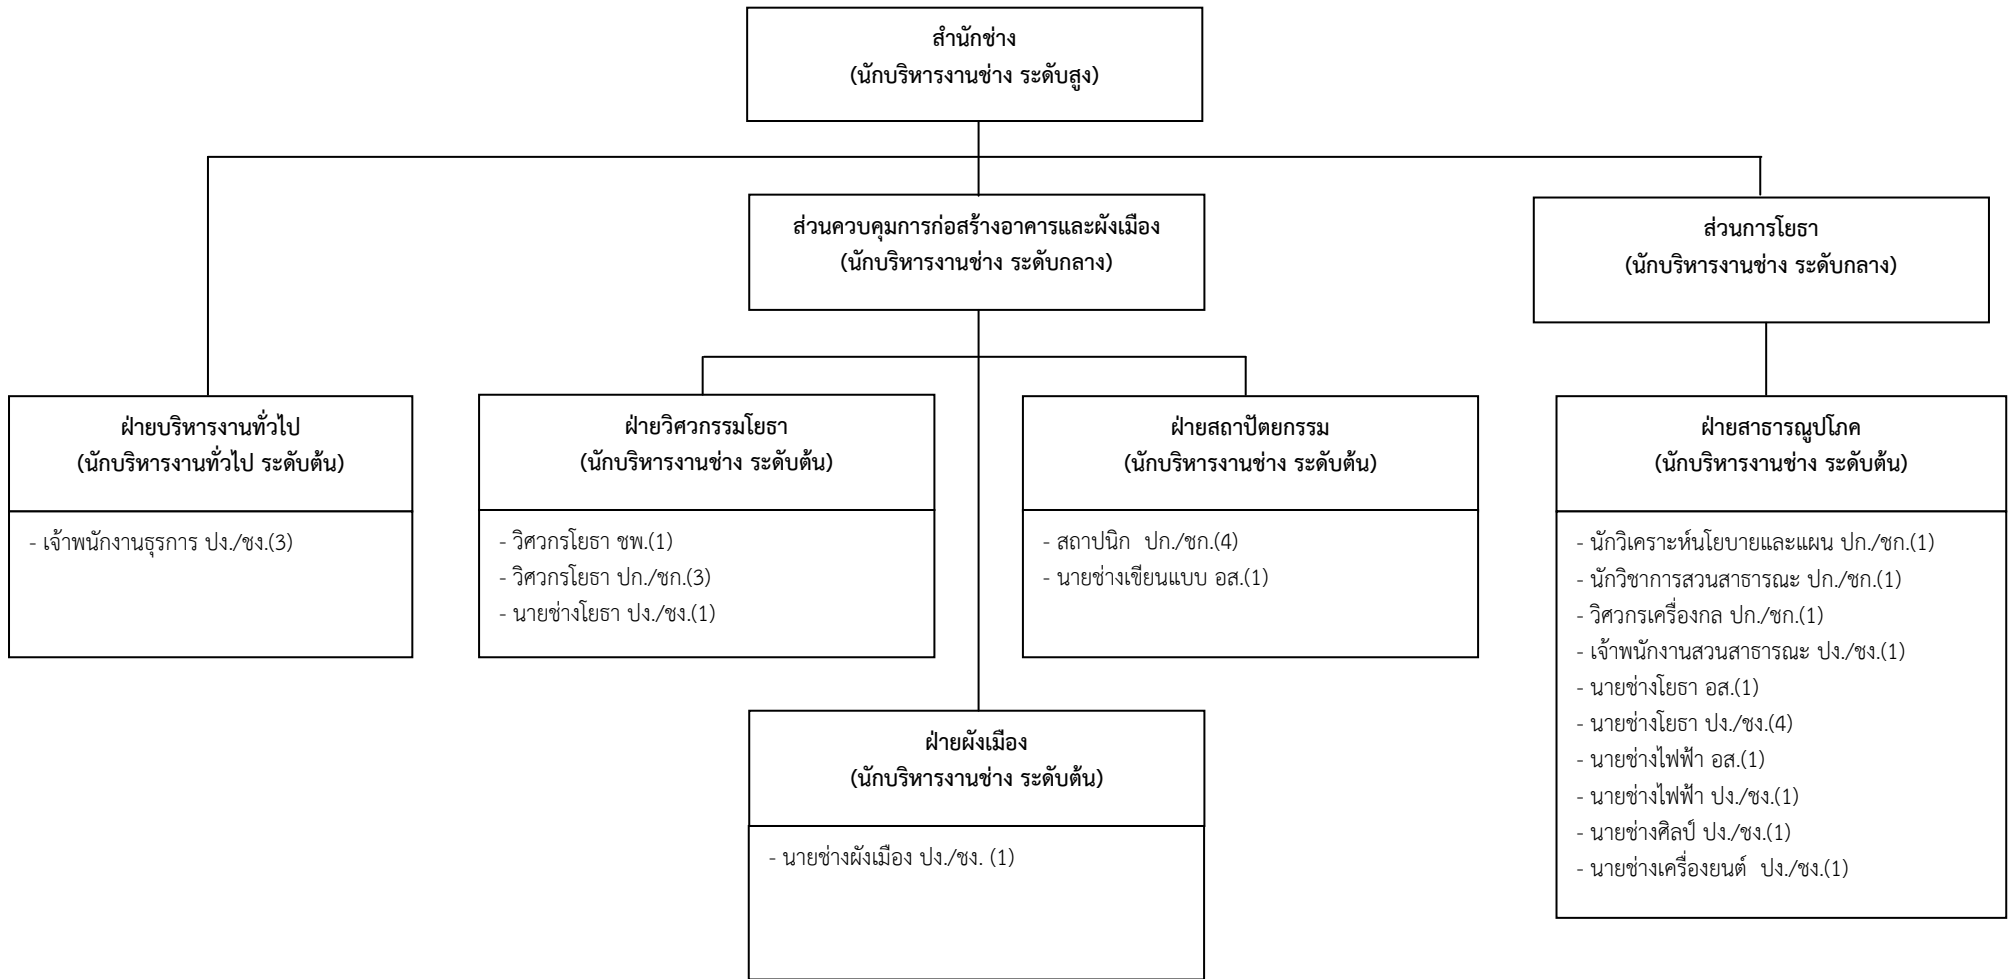 สำนักช่าง
(นักบริหารงานช่าง ระดับสูง)
ส่วนควบคุมการก่อสร้างอาคารและผังเมือง
(นักบริหารงานช่าง ระดับกลาง)
ส่วนการโยธา
(นักบริหารงานช่าง ระดับกลาง)
ฝ่ายบริหารงานทั่วไป
(นักบริหารงานทั่วไป ระดับต้น)
- เจ้าพนักงานธุรการ ปง./ชง.(3)
ฝ่ายวิศวกรรมโยธา
(นักบริหารงานช่าง ระดับต้น)
- วิศวกรโยธา ชพ.(1)
- วิศวกรโยธา ปก./ชก.(3)
- นายช่างโยธา ปง./ชง.(1)
ฝ่ายสถาปัตยกรรม
(นักบริหารงานช่าง ระดับต้น)
- สถาปนิก  ปก./ชก.(4)
- นายช่างเขียนแบบ อส.(1)
ฝ่ายสาธารณูปโภค
(นักบริหารงานช่าง ระดับต้น)
- นักวิเคราะห์นโยบายและแผน ปก./ชก.(1)
- นักวิชาการสวนสาธารณะ ปก./ชก.(1)
- วิศวกรเครื่องกล ปก./ชก.(1)
- เจ้าพนักงานสวนสาธารณะ ปง./ชง.(1)
- นายช่างโยธา อส.(1)
- นายช่างโยธา ปง./ชง.(4)
- นายช่างไฟฟ้า อส.(1)
- นายช่างไฟฟ้า ปง./ชง.(1)
- นายช่างศิลป์ ปง./ชง.(1)
- นายช่างเครื่องยนต์  ปง./ชง.(1)
ฝ่ายผังเมือง
(นักบริหารงานช่าง ระดับต้น)
- นายช่างผังเมือง ปง./ชง. (1)